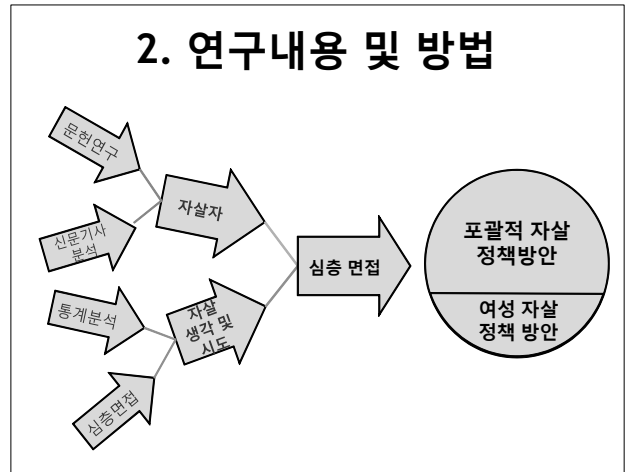 2. 연구내용 및 방법
문헌연구
신문기사
분석
통계분석
심층면접
자살자
자살
생각 및
시도
심층 면접
포괄적 자살
정책방안
여성 자살
정책 방안